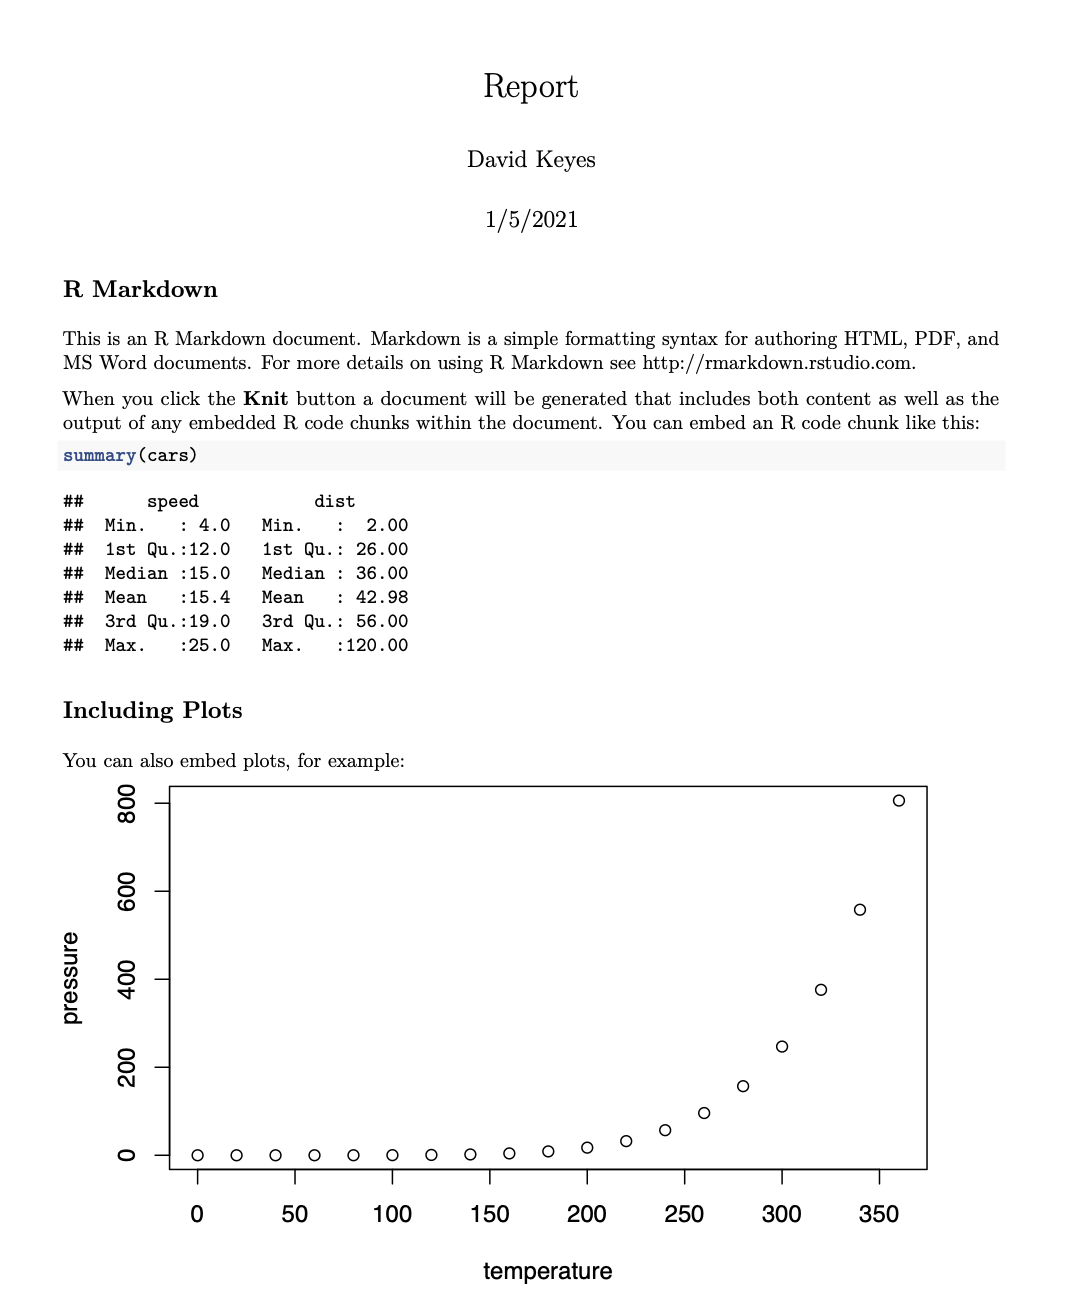 Report
David Keyes
1/5/2021
R Markdown
This is an R Markdown document. Markdown is a simple formatting syntax for authoring HTML, PDF, and
MS Word documents. For more details on using R Markdown see http://rmarkdown.rstudio.com.
When you click the Knit button a document will be generated that includes both content as well as the
output of any embedded R code chunks within the document. You can embed an R code chunk like this:
summary(cars)
##      speed           dist
##  Min.   : 4.0   Min.   :  2.00
##  1st Qu.:12.0   1st Qu.: 26.00
##  Median :15.0   Median : 36.00
##  Mean   :15.4   Mean   : 42.98
##  3rd Qu.:19.0   3rd Qu.: 56.00
##  Max.   :25.0   Max.   :120.00
Including Plots
You can also embed plots, for example:
800
600
400
200
0
pressure
0 50 100 150 200 250 300 350
temperature